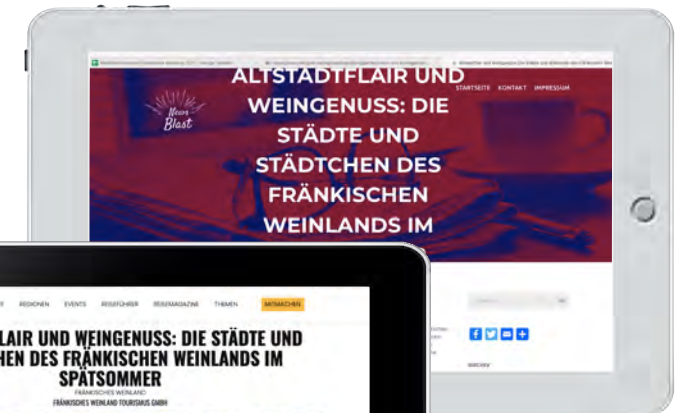 ALTSTADTFLAIR UND
WEINGENUSS: DIE
STÄDTE UND
STÄDTCHEN DES
FRÄNKISCHEN
WEINLANDS IM
News
Blast
STARTSEITE KONTAKT IMPRESSUM
REGIONEN EVENTS REISEFÜHRER REISEMAGAZINE THEMEN MITMACHEN
LAIR UND WEINGENUSS: DIE STÄDTE UND
HEN DES FRÄNKISCHEN WEINLANDS IM
SPÄTSOMMER
FRÄNKISCHES WEINLAND
FRÄNKISCHES WEINLAND TOURISMUS GMBH